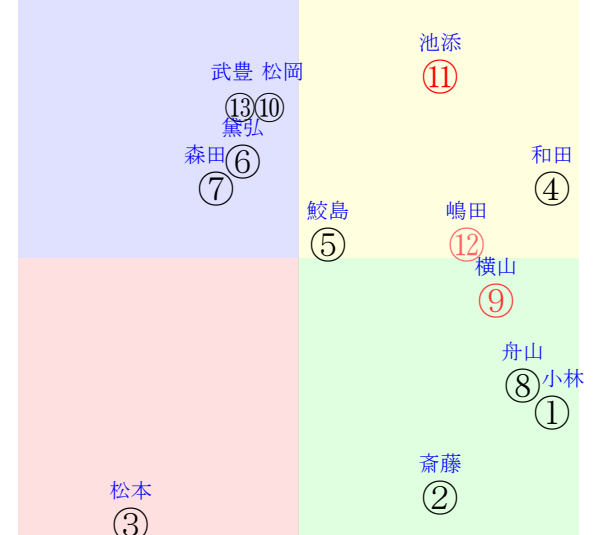 池添
⑪
武豊 松岡
⑬⑩
黛弘
⑥
森田
⑦
和田
④
鮫島
⑤
嶋田
⑫
横山
⑨
舟山
⑧
小林
①
斎藤
②
松本
③